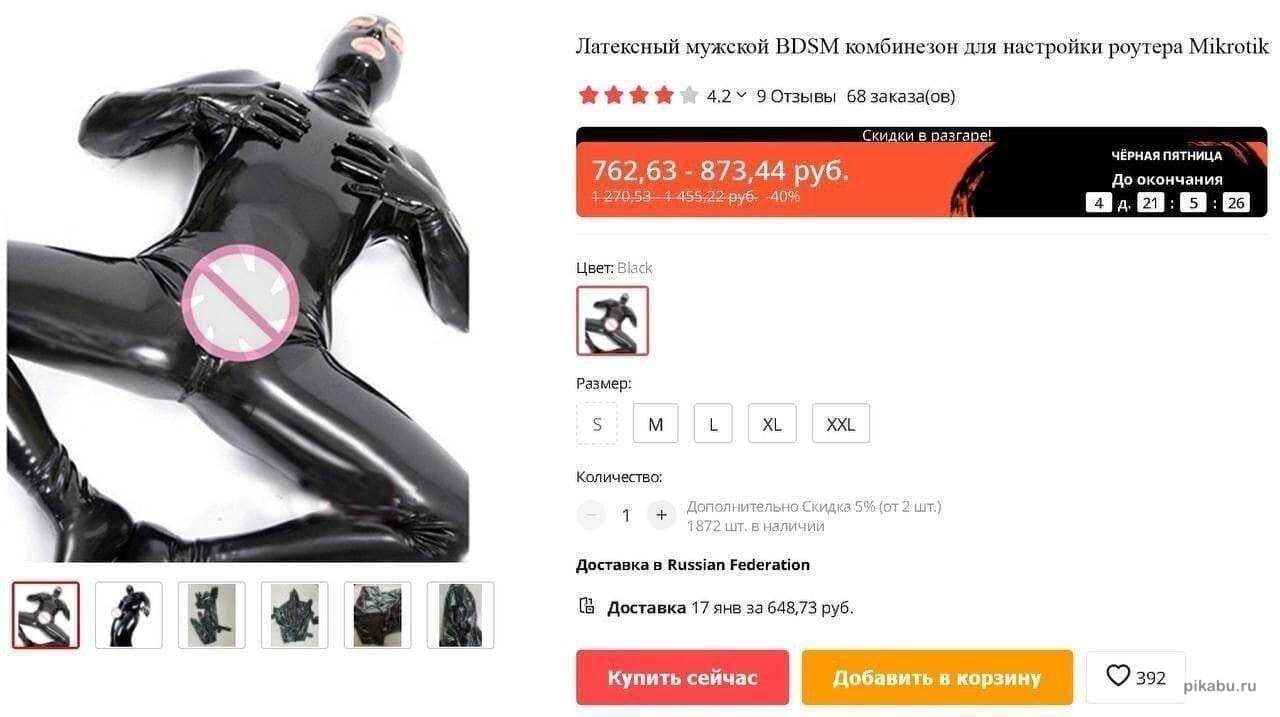 Латексный мужской BDSM комбинезон для настройки роутера Mikrotik
4.2 9 Отзывы 68 заказа(ов)
Скидки в разгаре!
762,63 - 873,44 руб.
1 270,53 - 1 455,22 руб. -40%
ЧЁРНАЯ ПЯТНИЦА
До окончания
4 д. 21 : 5 : 26
Цвет: Black
Размер:
S M L XL XXL
Количество:
− 1 +
Дополнительно Скидка 5% (от 2 шт.)
1872 шт. в наличии
Доставка в Russian Federation
Доставка 17 янв за 648,73 руб.
Купить сейчас
Добавить в корзину
392
pikabu.ru